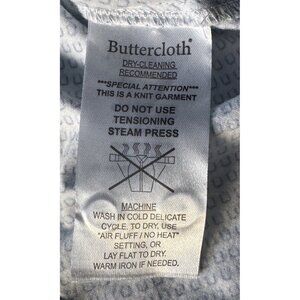 Buttercloth®
DRY-CLEANING
RECOMMENDED
***SPECIAL ATTENTION***
THIS IS A KNIT GARMENT
DO NOT USE
TENSIONING
STEAM PRESS
MACHINE
WASH IN COLD DELICATE
CYCLE. TO DRY, USE
"AIR FLUFF / NO HEAT"
SETTING, OR
LAY FLAT TO DRY.
WARM IRON IF NEEDED.